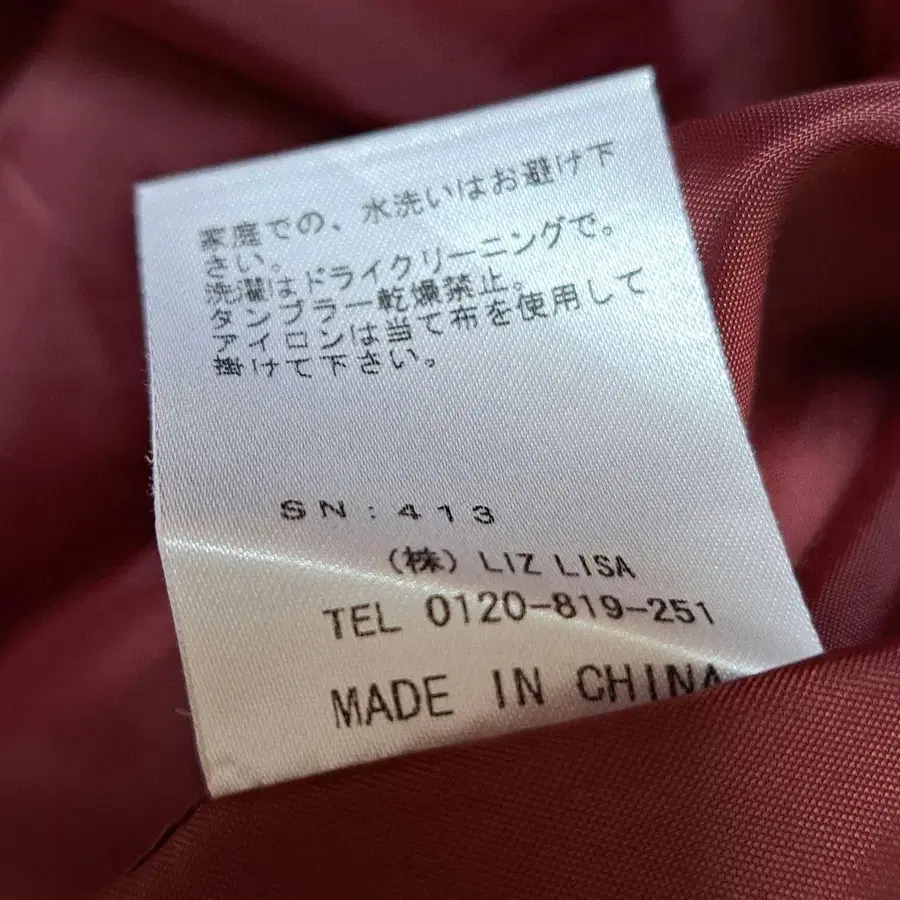 家庭での、水洗いはお避け下
さい。
洗濯はドライクリーニングで。
タンブラー乾燥禁止。
アイロンは当て布を使用して
掛けて下さい。
SN:413
(株) LIZ LISA
TEL 0120-819-251
MADE IN CHINA